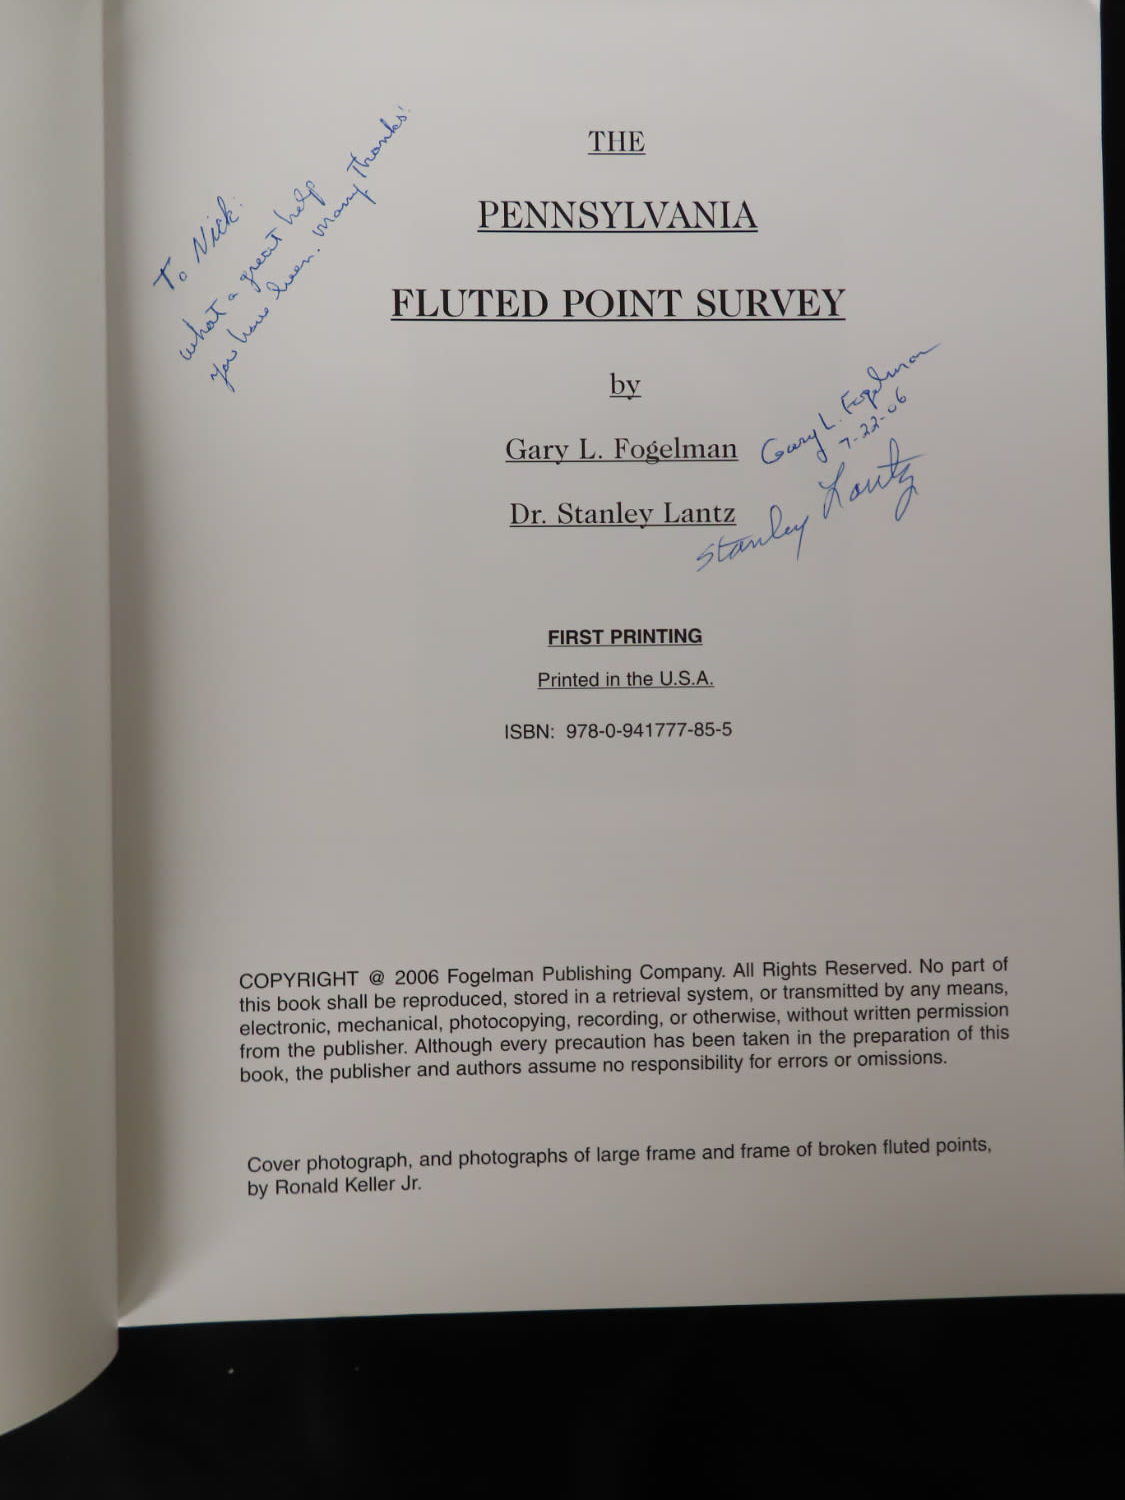 To Nick:
what a great help
you have been. Many Thanks!
THE
PENNSYLVANIA
FLUTED POINT SURVEY
by
Gary L. Fogelman
Gary L. Fogelman
7-22-06
Dr. Stanley Lantz
Stanley Lantz
FIRST PRINTING
Printed in the U.S.A.
ISBN: 978-0-941777-85-5
COPYRIGHT @ 2006 Fogelman Publishing Company. All Rights Reserved. No part of
this book shall be reproduced, stored in a retrieval system, or transmitted by any means,
electronic, mechanical, photocopying, recording, or otherwise, without written permission
from the publisher. Although every precaution has been taken in the preparation of this
book, the publisher and authors assume no responsibility for errors or omissions.
Cover photograph, and photographs of large frame and frame of broken fluted points,
by Ronald Keller Jr.